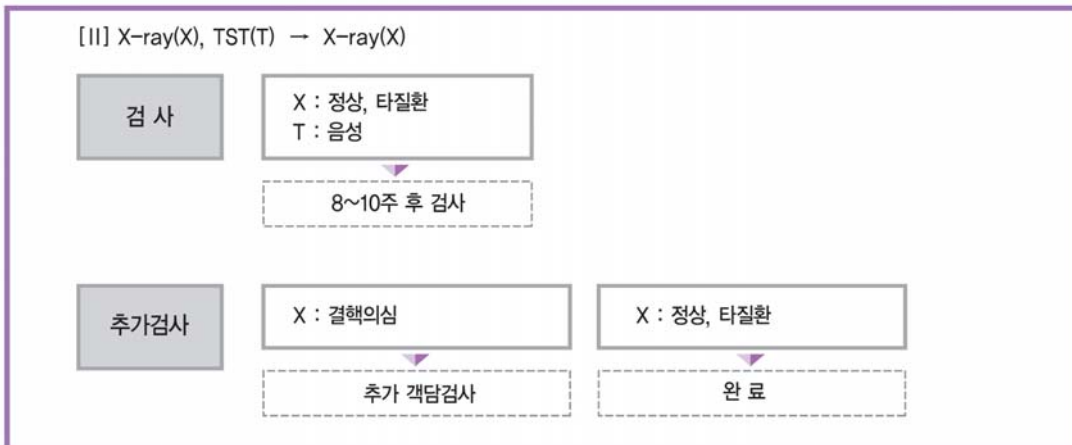 [II] X-ray(X), TST(T) → X-ray(X)
검 사
X : 정상, 타질환
T : 음성
8~10주 후 검사
추가검사
X : 결핵의심
X : 정상, 타질환
추가 객담검사
완 료